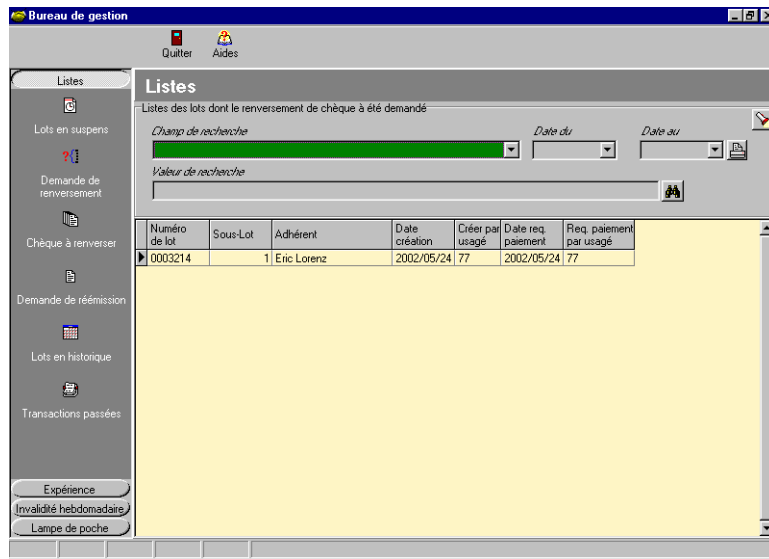 Bureau de gestion
Quitter
Aides
Listes
Lots en suspens
Demande de
renversement
Chèque à renverser
Demande de réémission
Lots en historique
Transactions passées
Expérience
Invalidité hebdomadaire
Lampe de poche
Listes
Listes des lots dont le renversement de chèque à été demandé
Champ de recherche
Date du
Date au
Valeur de recherche
Numéro de lot Sous-Lot Adhérent Date création Créer par usagé Date req. paiement Req. paiement par usagé
0003214 1 Eric Lorenz 2002/05/24 77 2002/05/24 77